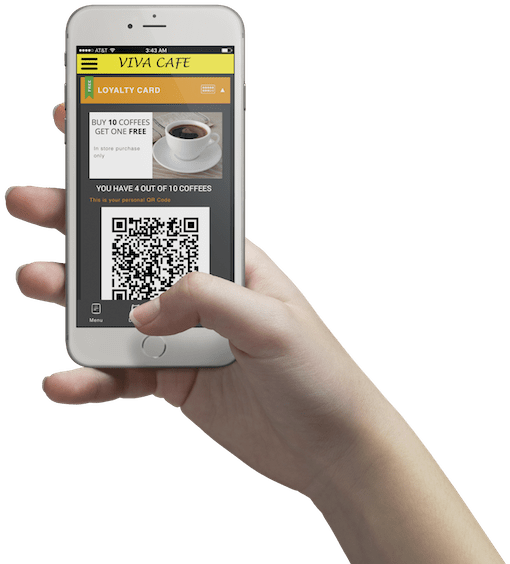 AT&T 3:43 AM
VIVA CAFE
FREE
LOYALTY CARD
BUY 10 COFFEES
GET ONE FREE
In store purchase
only
YOU HAVE 4 OUT OF 10 COFFEES
This is your personal QR Code
Menu